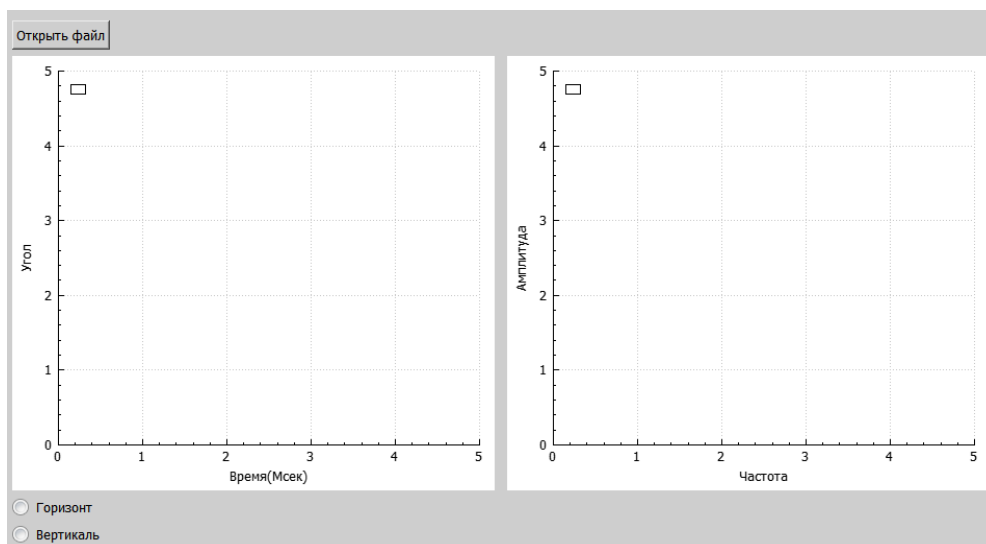 Открыть файл
5
4
3
2
1
0
Угол
0 1 2 3 4 5
Время(Мсек)
5
4
3
2
1
0
Амплитуда
0 1 2 3 4 5
Частота
Горизонт
Вертикаль